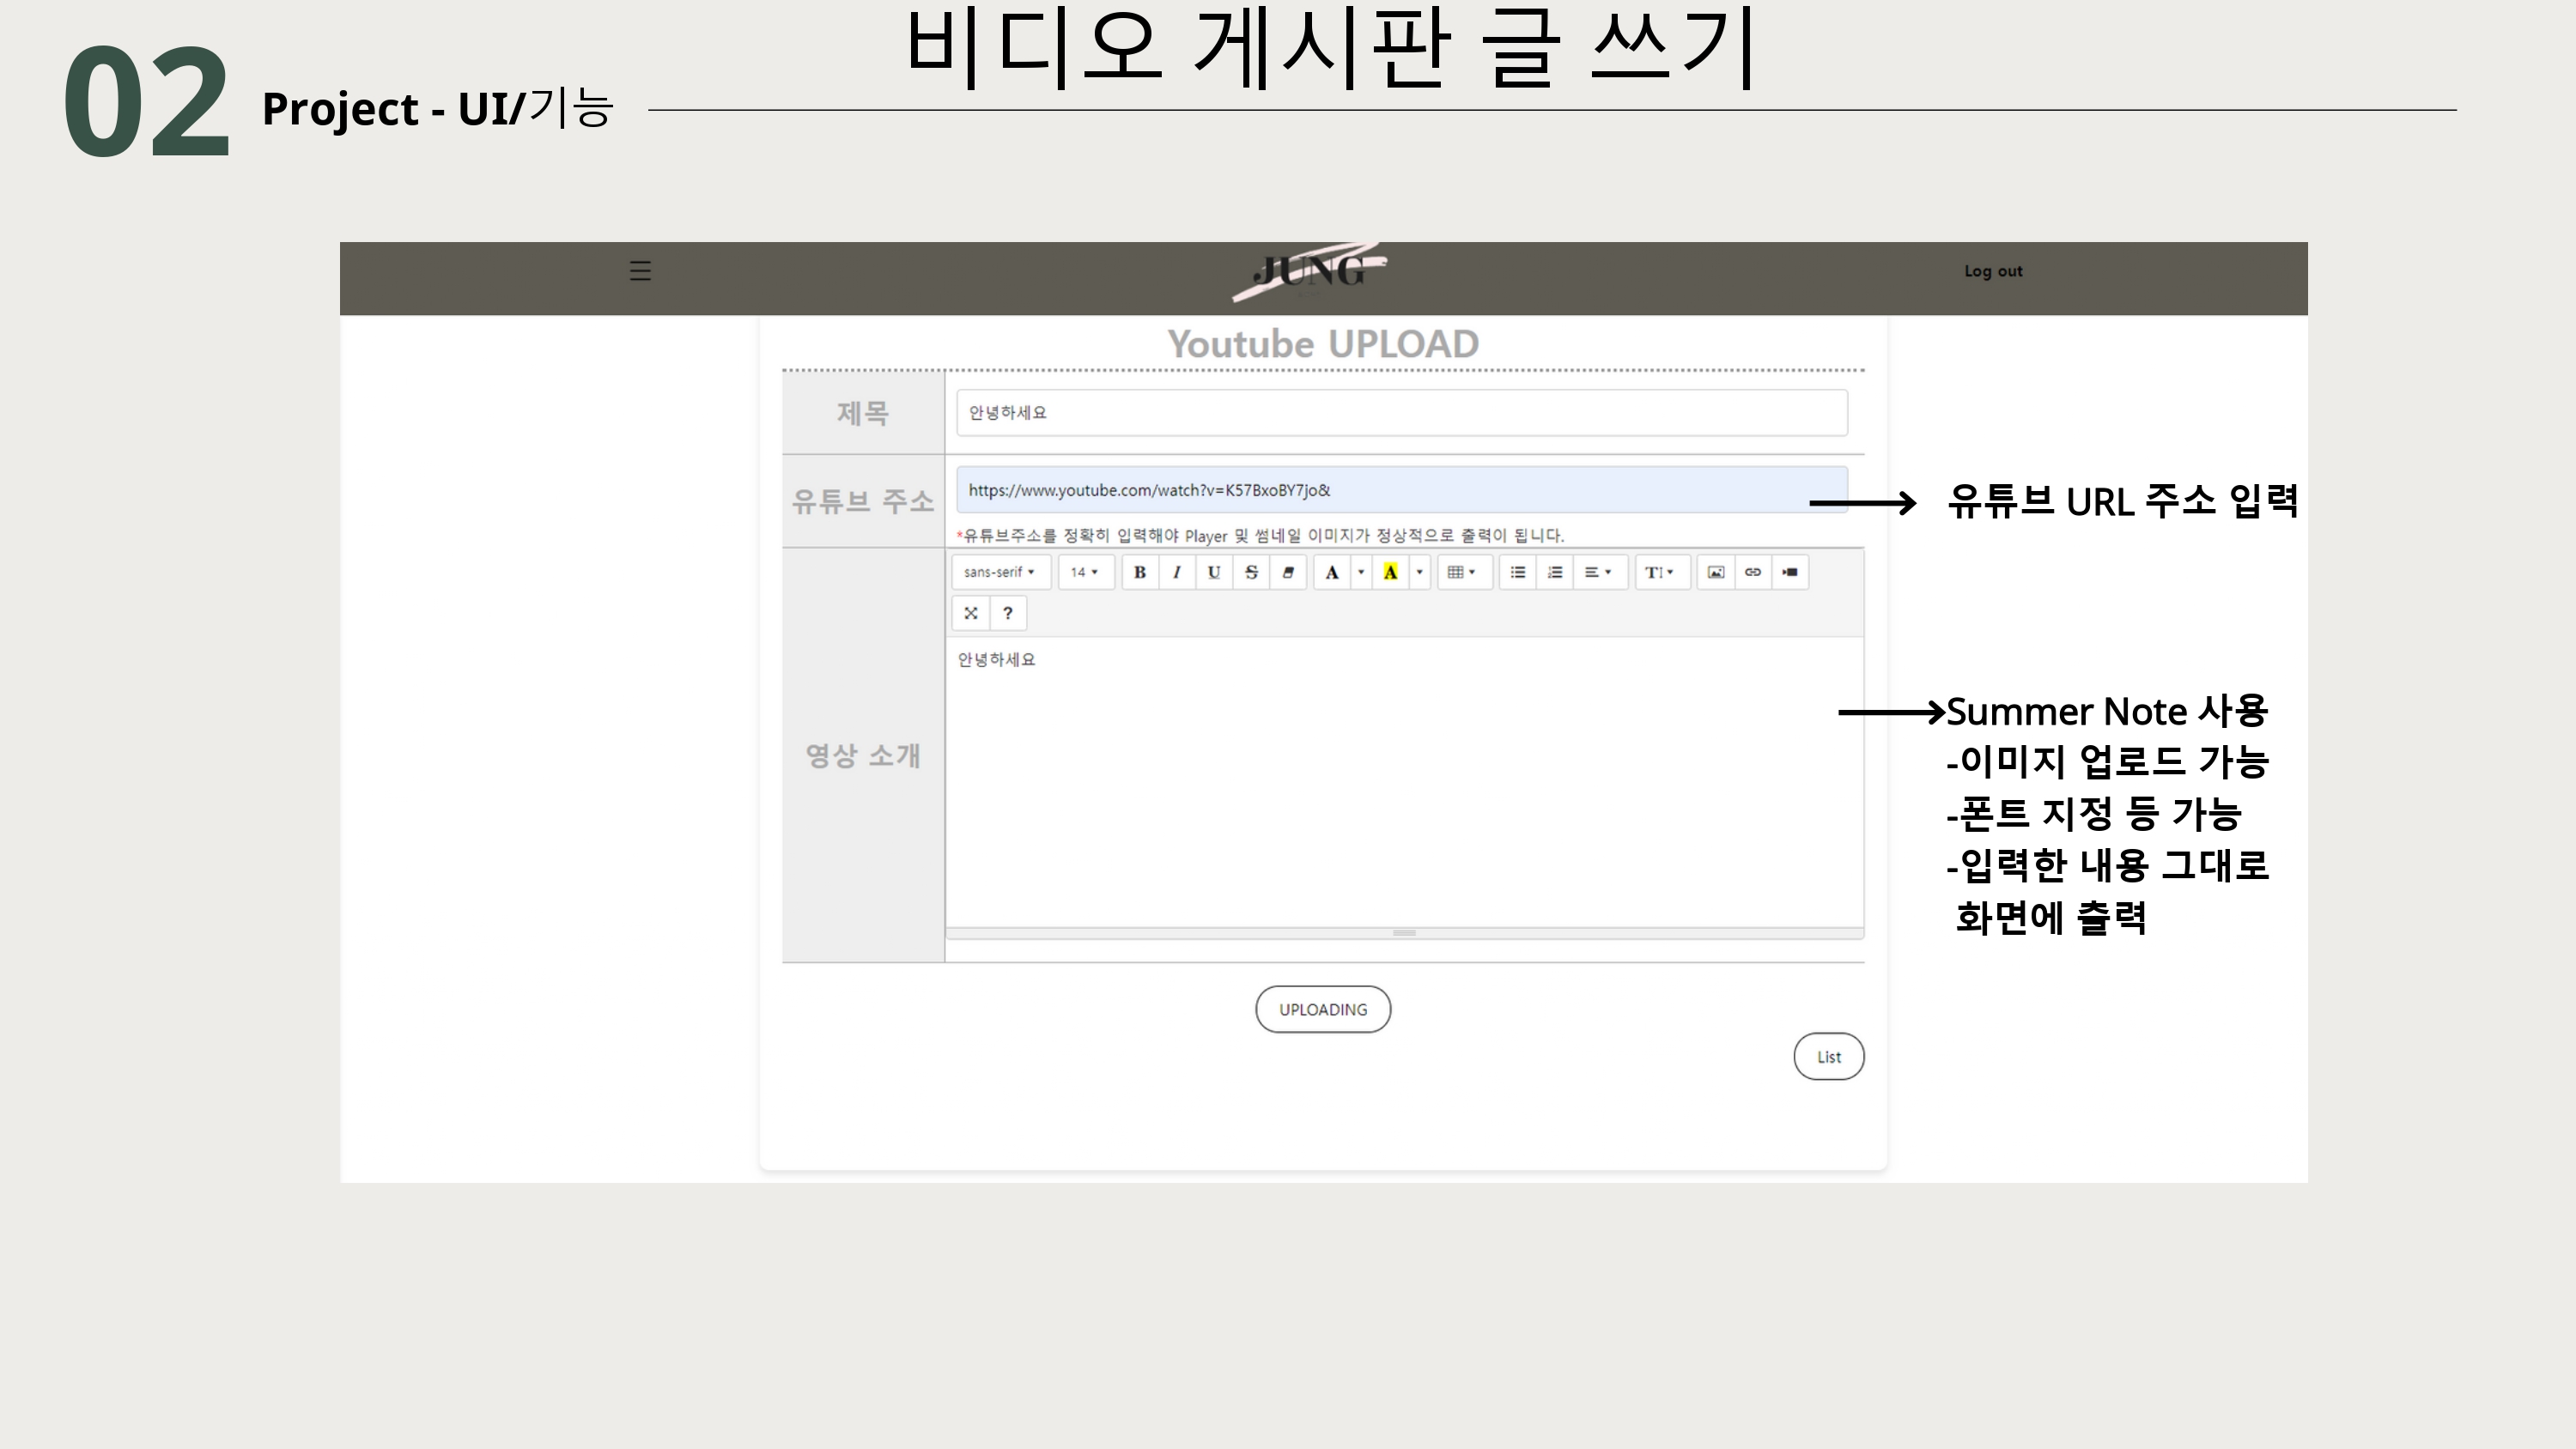 비디오 게시판 글 쓰기
02 Project - UI/기능
JUNG
Log out
Youtube UPLOAD
제목
안녕하세요
유튜브 주소
https://www.youtube.com/watch?v=K57BxoBY7jo&
유튜브 URL 주소 입력
*유튜브주소를 정확히 입력해야 Player 및 썸네일 이미지가 정상적으로 출력이 됩니다.
sans-serif 14 B I U S A A T
?
안녕하세요
영상 소개
Summer Note 사용
-이미지 업로드 가능
-폰트 지정 등 가능
-입력한 내용 그대로
화면에 출력
UPLOADING
List